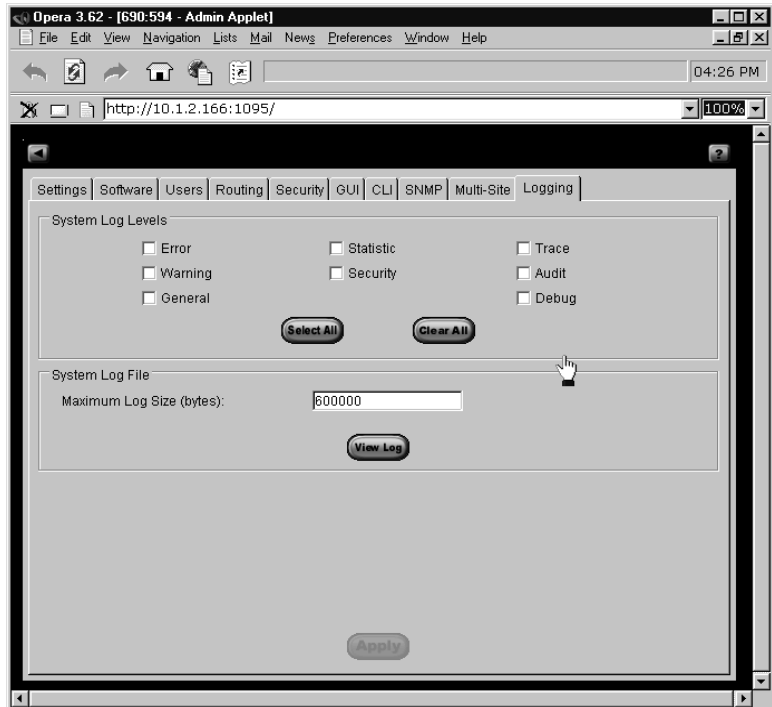 Opera 3.62 - [690:594 - Admin Applet]
File Edit View Navigation Lists Mail News Preferences Window Help
04:26 PM
http://10.1.2.166:1095/ 100%
?
Settings Software Users Routing Security GUI CLI SNMP Multi-Site Logging
System Log Levels
Error Statistic Trace
Warning Security Audit
General Debug
Select All Clear All
System Log File
Maximum Log Size (bytes): 600000
View Log
Apply